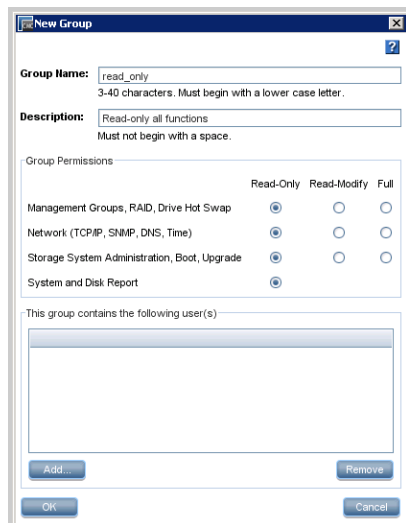 New Group
?
Group Name: read_only
3-40 characters. Must begin with a lower case letter.
Description: Read-only all functions
Must not begin with a space.
Group Permissions
Read-Only Read-Modify Full
Management Groups, RAID, Drive Hot Swap
Network (TCP/IP, SNMP, DNS, Time)
Storage System Administration, Boot, Upgrade
System and Disk Report
This group contains the following user(s)
Add... Remove
OK Cancel